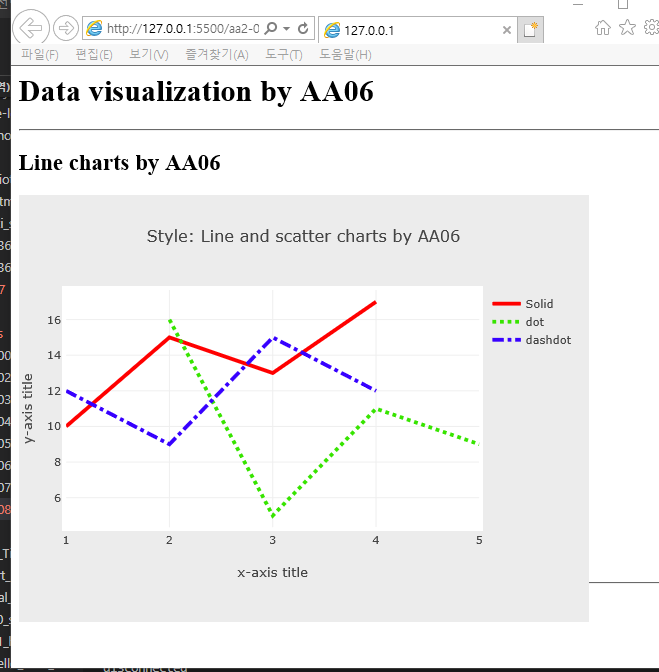 http://127.0.0.1:5500/aa2-0
127.0.0.1
파일(F) 편집(E) 보기(V) 즐겨찾기(A) 도구(T) 도움말(H)
Data visualization by AA06
Line charts by AA06
Style: Line and scatter charts by AA06
Solid
dot
dashdot
y-axis title
16
14
12
10
8
6
1 2 3 4 5
x-axis title